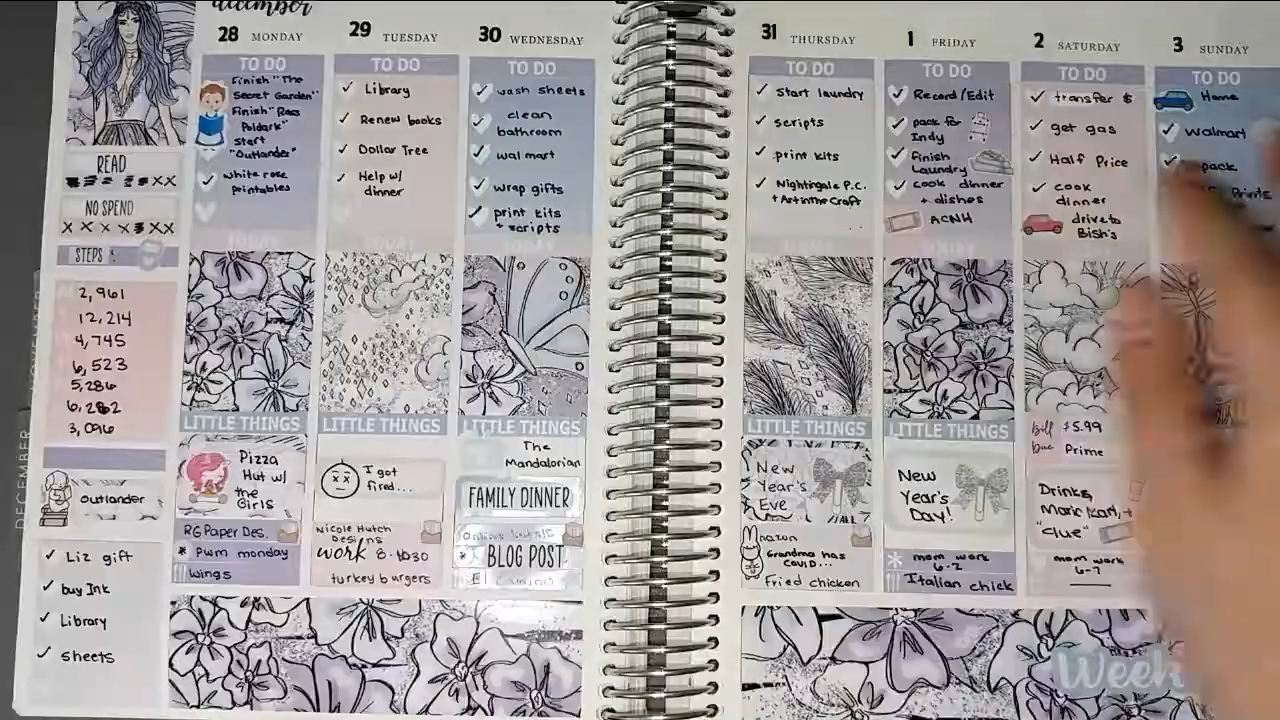 december
28 MONDAY
TO DO
Finish "The
Secret Garden"
Finish "Ross
Poldark"
Start
"Outlander"
White rose
printables
LITTLE THINGS
Pizza
Hut w/
the
Girls
RG Paper Des.
* Pwm monday
Wings
29 TUESDAY
TO DO
Library
Renew books
Dollar Tree
Help w/
dinner
LITTLE THINGS
I got
fired...
Nicole Hutch
Designs
Work 8-4:30
turkey burgers
30 WEDNESDAY
TO DO
wash sheets
clean
bathroom
walmart
wrap gifts
print kits
+ scripts
LITTLE THINGS
The
Mandalorian
FAMILY DINNER
BLOG POST
31 THURSDAY
TO DO
Start laundry
scripts
print kits
Nightingale P.C.
+ Art in the Craft
LITTLE THINGS
New
Year's
Eve
Grandma has
covid...
Fried chicken
1 FRIDAY
TO DO
Record/Edit
pack for
Indy
Finish
Laundry
cook dinner
+ dishes
ACNH
LITTLE THINGS
New
Year's
Day!
* mom work
6-2
Italian chick
2 SATURDAY
TO DO
transfer $
get gas
Half Price
cook
dinner
drive to
Bish's
Bill $5.99
Due Prime
Drinks,
Mario Kart, +
"Clue"
mom work
6-7
3 SUNDAY
TO DO
Home
Walmart
Prints
READ
X X
NO SPEND
X X X X X X X
STEPS
2,961
12,214
4,745
6,523
5,286
6,282
3,096
Outlander
Liz gift
buy Ink
Library
Sheets
DECEMBER
NOVEMBER
Week